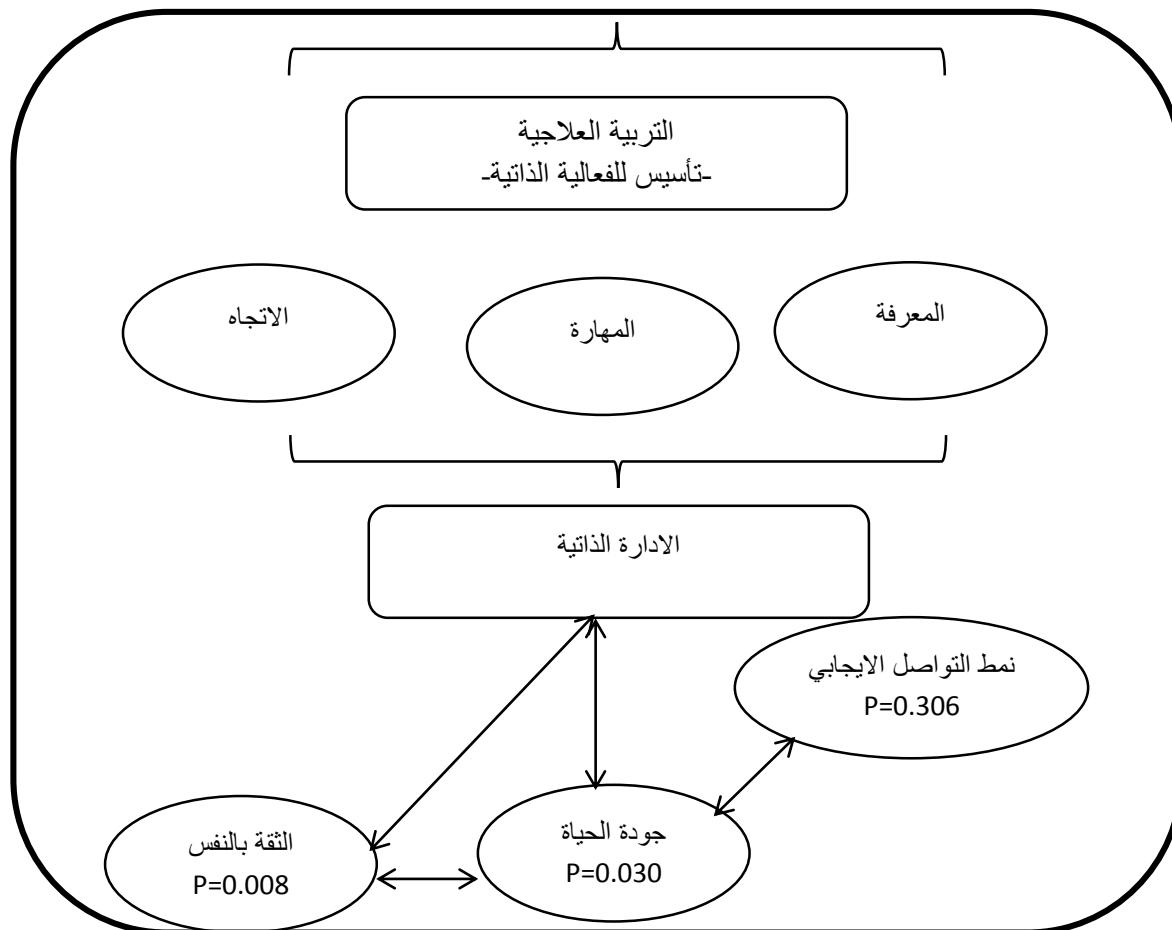 التربية العلاجية
-تأسيس للفعالية الذاتية-
المعرفة
المهارة
الاتجاه
الادارة الذاتية
نمط التواصل الايجابي
P=0.306
جودة الحياة
P=0.030
الثقة بالنفس
P=0.008